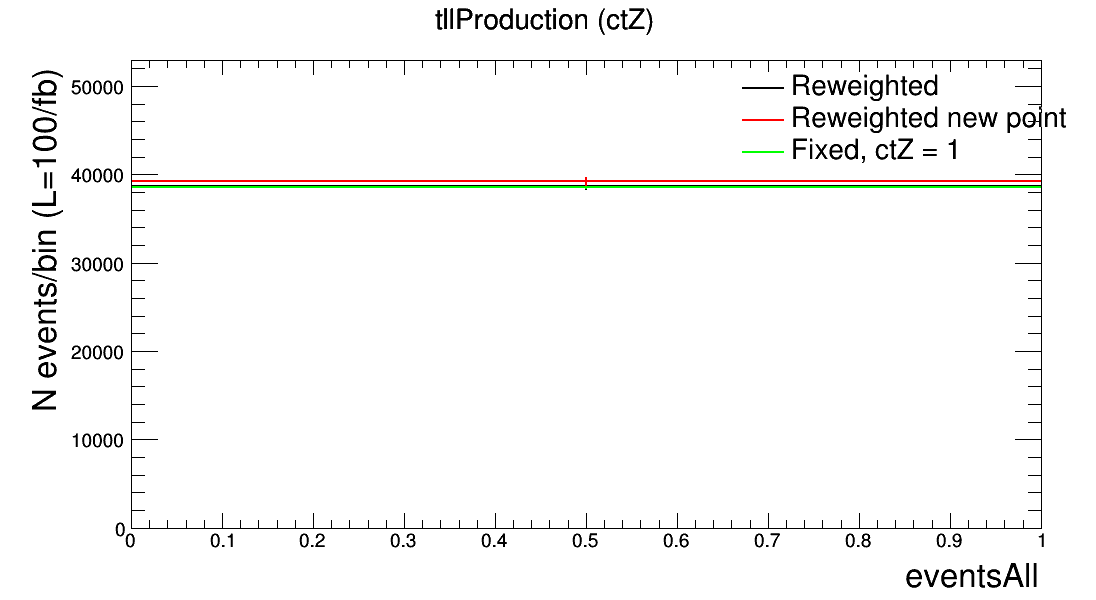 tllProduction (ctZ)
N events/bin (L=100/fb)
50000
40000
30000
20000
10000
0
Reweighted
Reweighted new point
Fixed, ctZ = 1
0 0.1 0.2 0.3 0.4 0.5 0.6 0.7 0.8 0.9 1
eventsAll